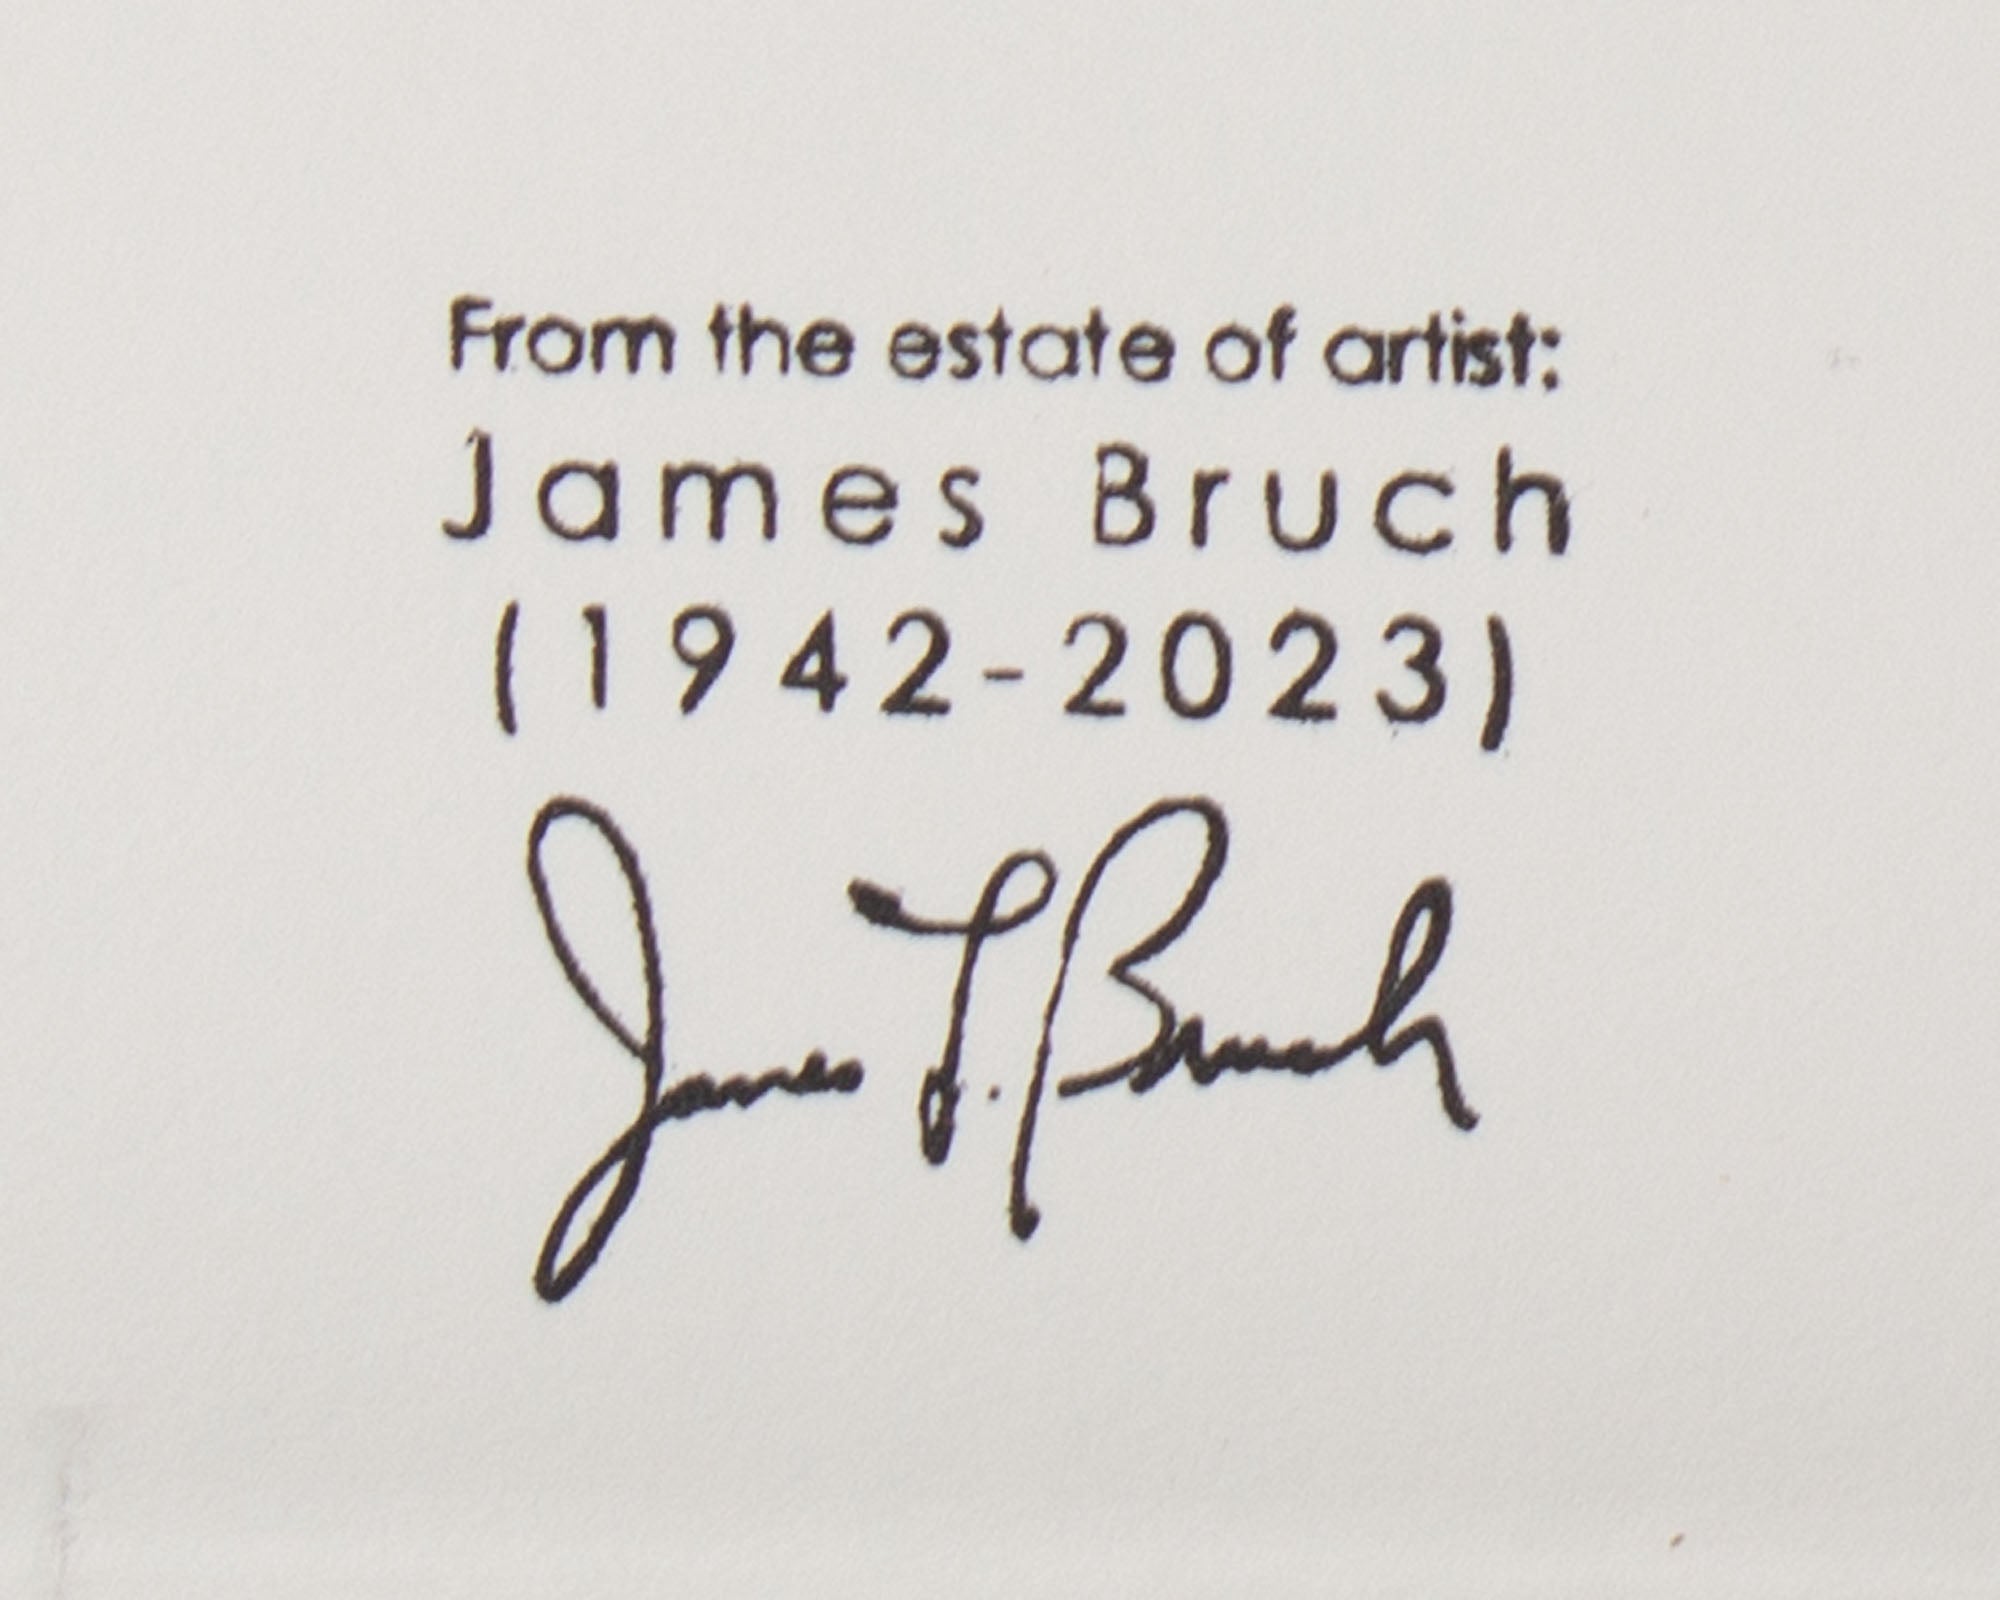 From the estate of artist:
James Bruch
(1942-2023)
James L. Bruch